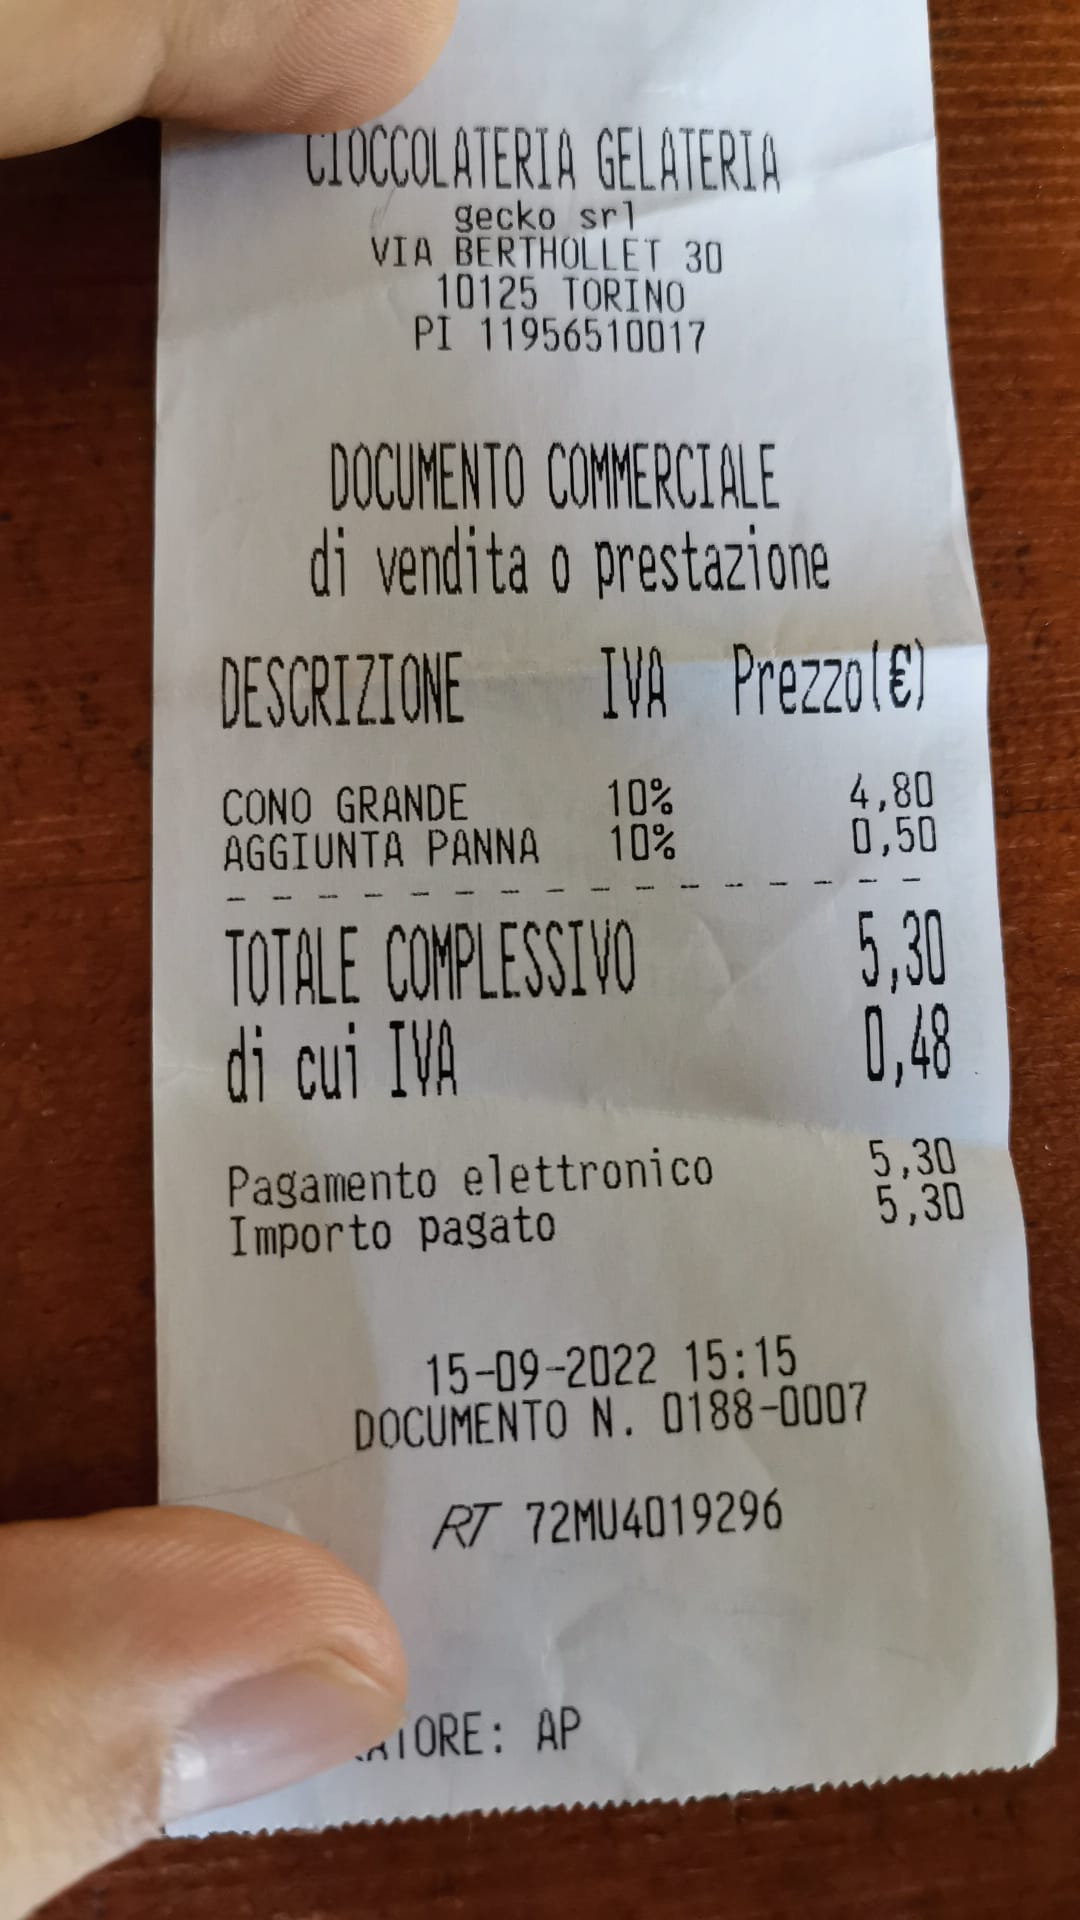 CIOCCOLATERIA GELATERIA
gecko srl
VIA BERTHOLLET 30
10125 TORINO
PI 11956510017
DOCUMENTO COMMERCIALE
di vendita o prestazione
DESCRIZIONE IVA Prezzo(€)
CONO GRANDE 10% 4,80
AGGIUNTA PANNA 10% 0,50
TOTALE COMPLESSIVO 5,30
di cui IVA 0,48
Pagamento elettronico 5,30
Importo pagato 5,30
15-09-2022 15:15
DOCUMENTO N. 0188-0007
RT 72MU4019296
AP